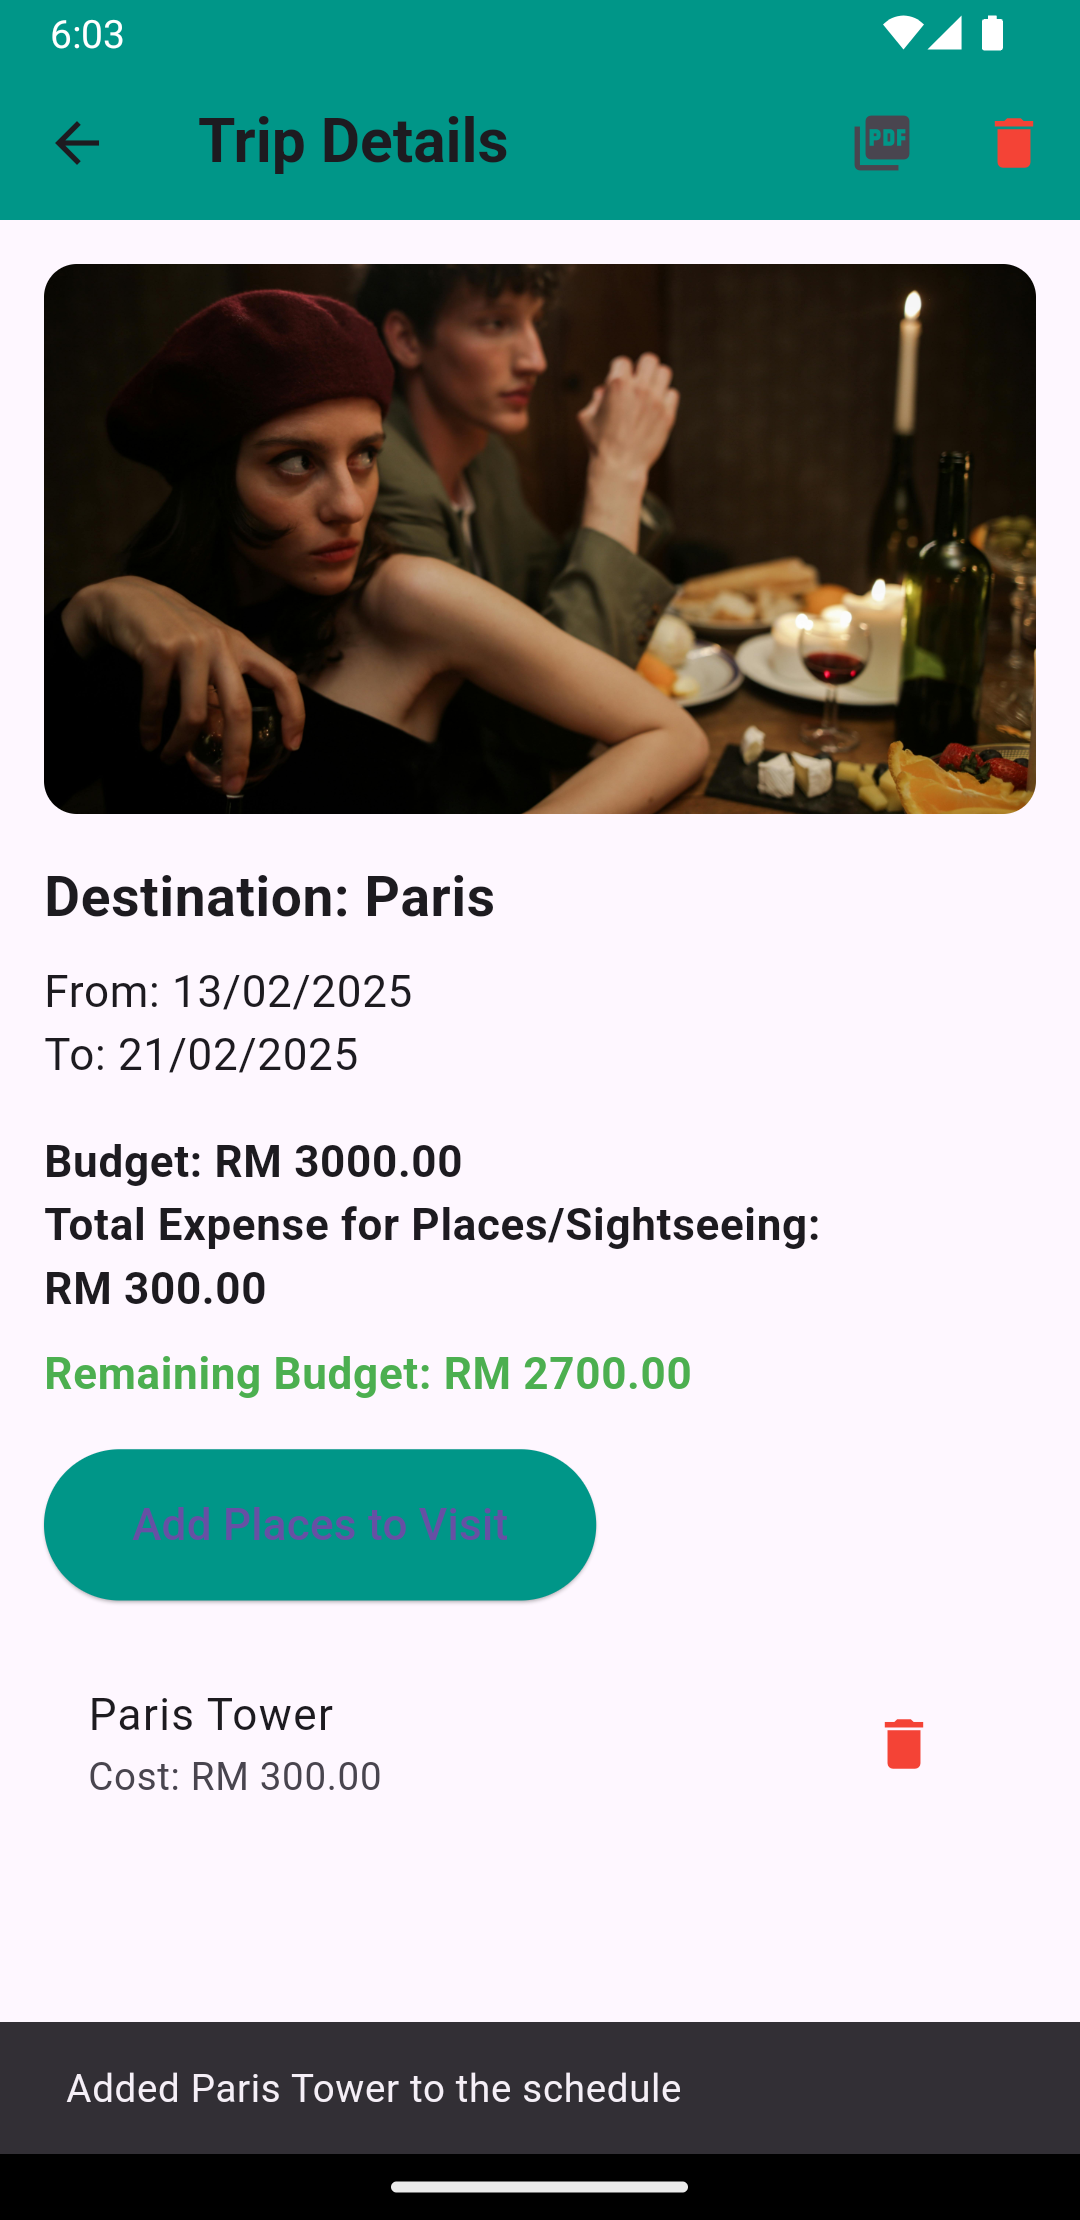 6:03
Trip Details
PDF
Destination: Paris
From: 13/02/2025
To: 21/02/2025
Budget: RM 3000.00
Total Expense for Places/Sightseeing:
RM 300.00
Remaining Budget: RM 2700.00
Add Places to Visit
Paris Tower
Cost: RM 300.00
Added Paris Tower to the schedule